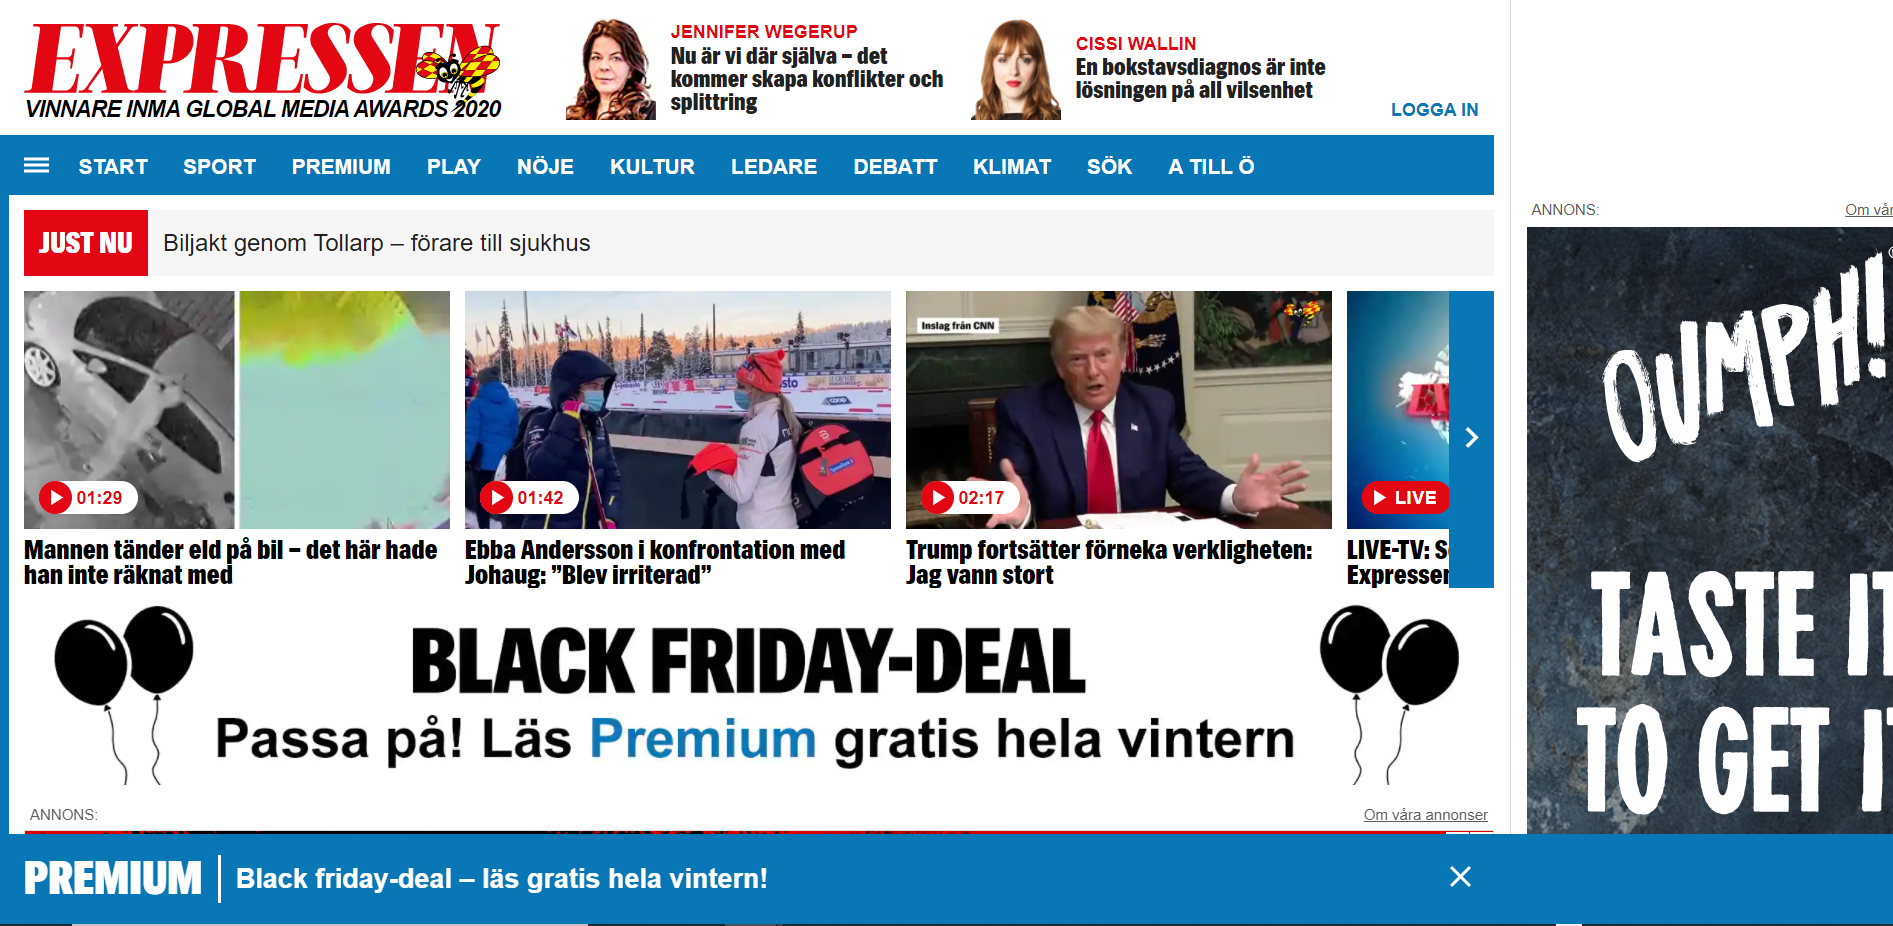 EXPRESSEN
VINNARE INMA GLOBAL MEDIA AWARDS 2020
JENNIFER WEGERUP
Nu är vi där själva – det
kommer skapa konflikter och
splittring
CISSI WALLIN
En bokstavsdiagnos är inte
lösningen på all vilsenhet
LOGGA IN
START SPORT PREMIUM PLAY NÖJE KULTUR LEDARE DEBATT KLIMAT SÖK A TILL Ö
JUST NU
Biljakt genom Tollarp – förare till sjukhus
01:29
Mannen tänder eld på bil – det här hade
han inte räknat med
coop
01:42
Ebba Andersson i konfrontation med
Johaug: ”Blev irriterad”
Inslag från CNN
02:17
Trump fortsätter förneka verkligheten:
Jag vann stort
LIVE
LIVE-TV:
BLACK FRIDAY-DEAL
Passa på! Läs Premium gratis hela vintern
ANNONS:
Om våra annonser
PREMIUM
Black friday-deal – läs gratis hela vintern!
ANNONS:
Om
OUMPH!
TASTE IT
TO GET IT